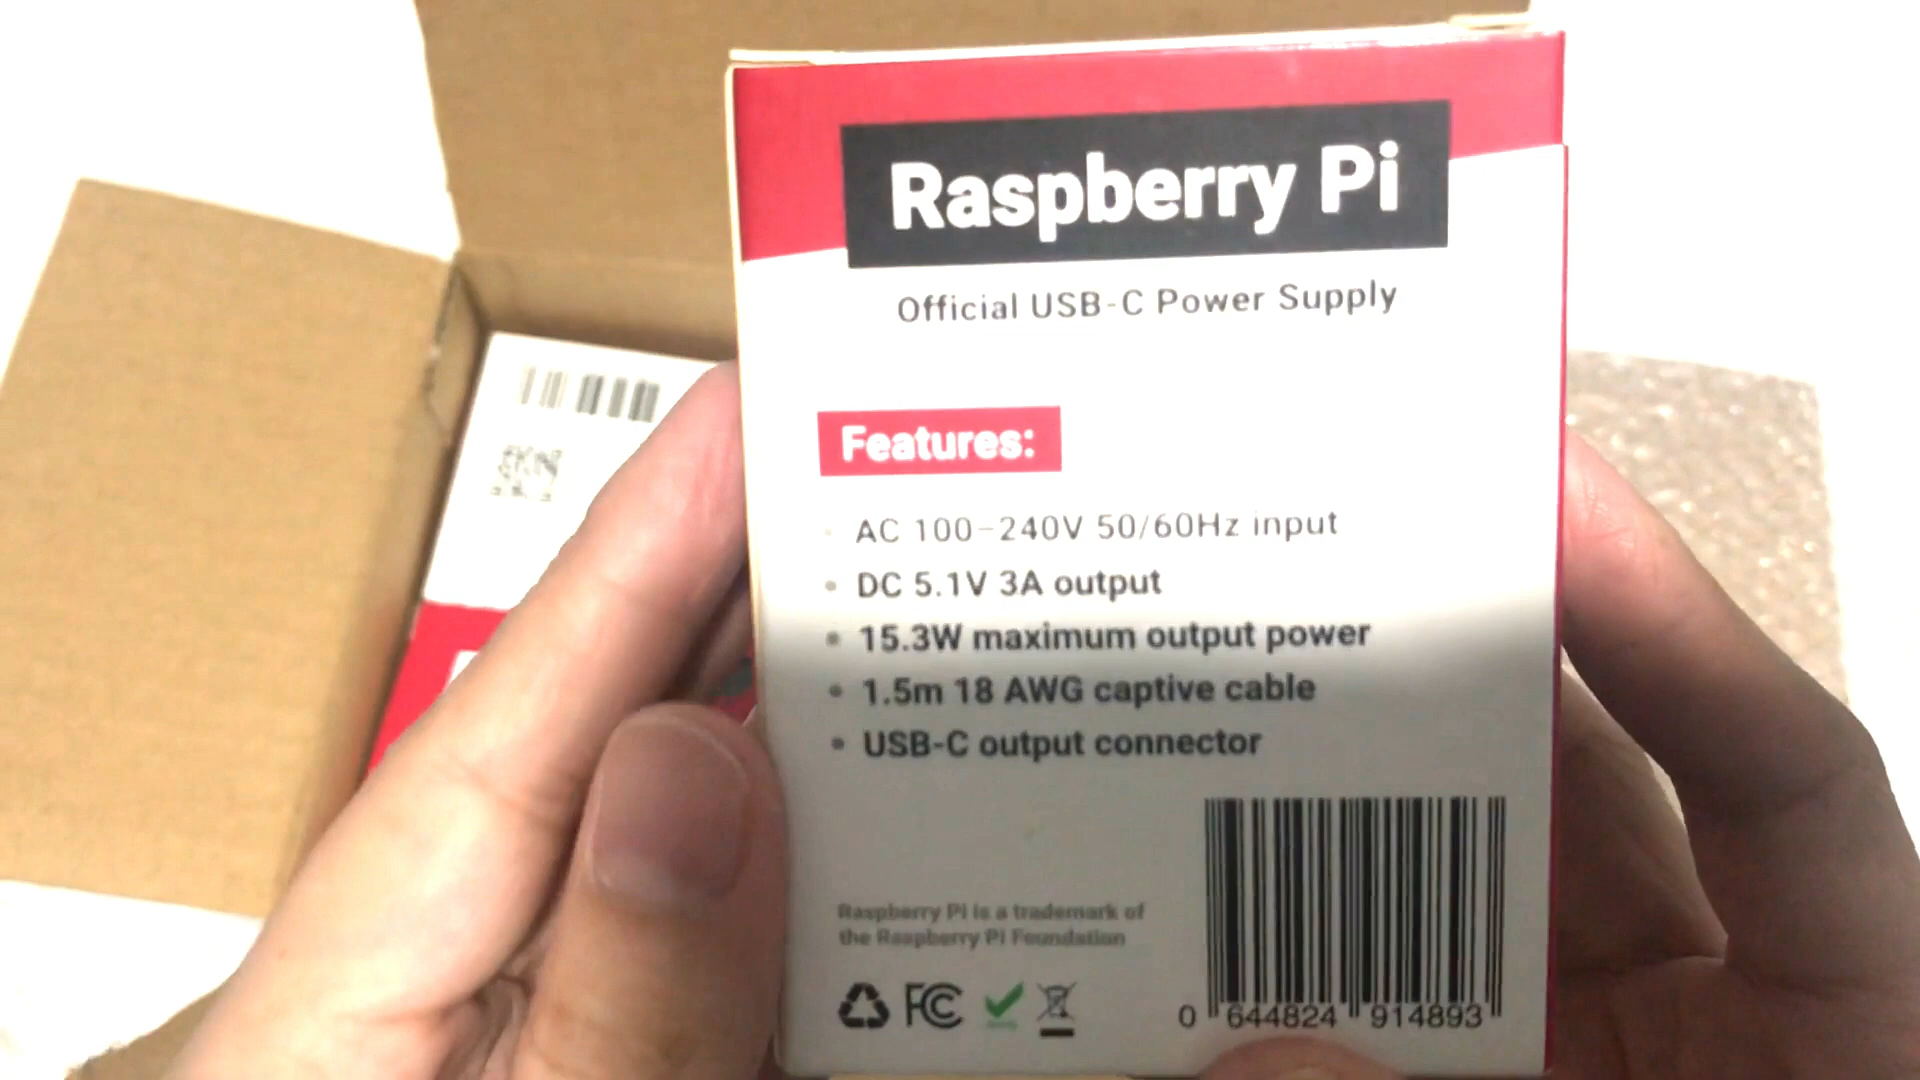 Raspberry Pi
Official USB-C Power Supply
Features:
• AC 100-240V 50/60Hz input
• DC 5.1V 3A output
• 15.3W maximum output power
• 1.5m 18 AWG captive cable
• USB-C output connector
Raspberry Pi is a trademark of
the Raspberry Pi Foundation
FC
0 644824 914893